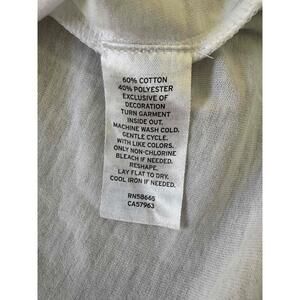 60% COTTON
40% POLYESTER
EXCLUSIVE OF
DECORATION
TURN GARMENT
INSIDE OUT.
MACHINE WASH COLD.
GENTLE CYCLE.
WITH LIKE COLORS.
ONLY NON-CHLORINE
BLEACH IF NEEDED.
RESHAPE.
LAY FLAT TO DRY.
COOL IRON IF NEEDED.
RN58665
CA57963